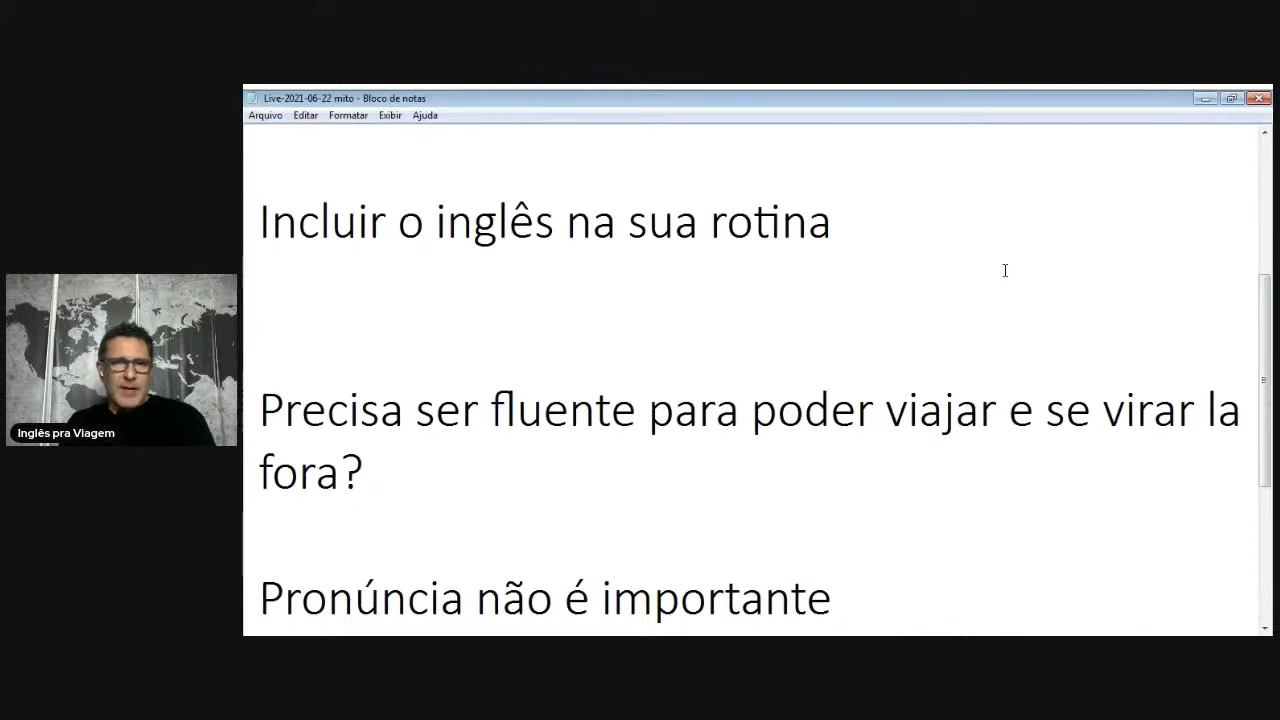 Live-2021-06-22 mito - Bloco de notas
Arquivo Editar Formatar Exibir Ajuda
Incluir o inglês na sua rotina
Precisa ser fluente para poder viajar e se virar la
fora?
Pronúncia não é importante
Inglês pra Viagem